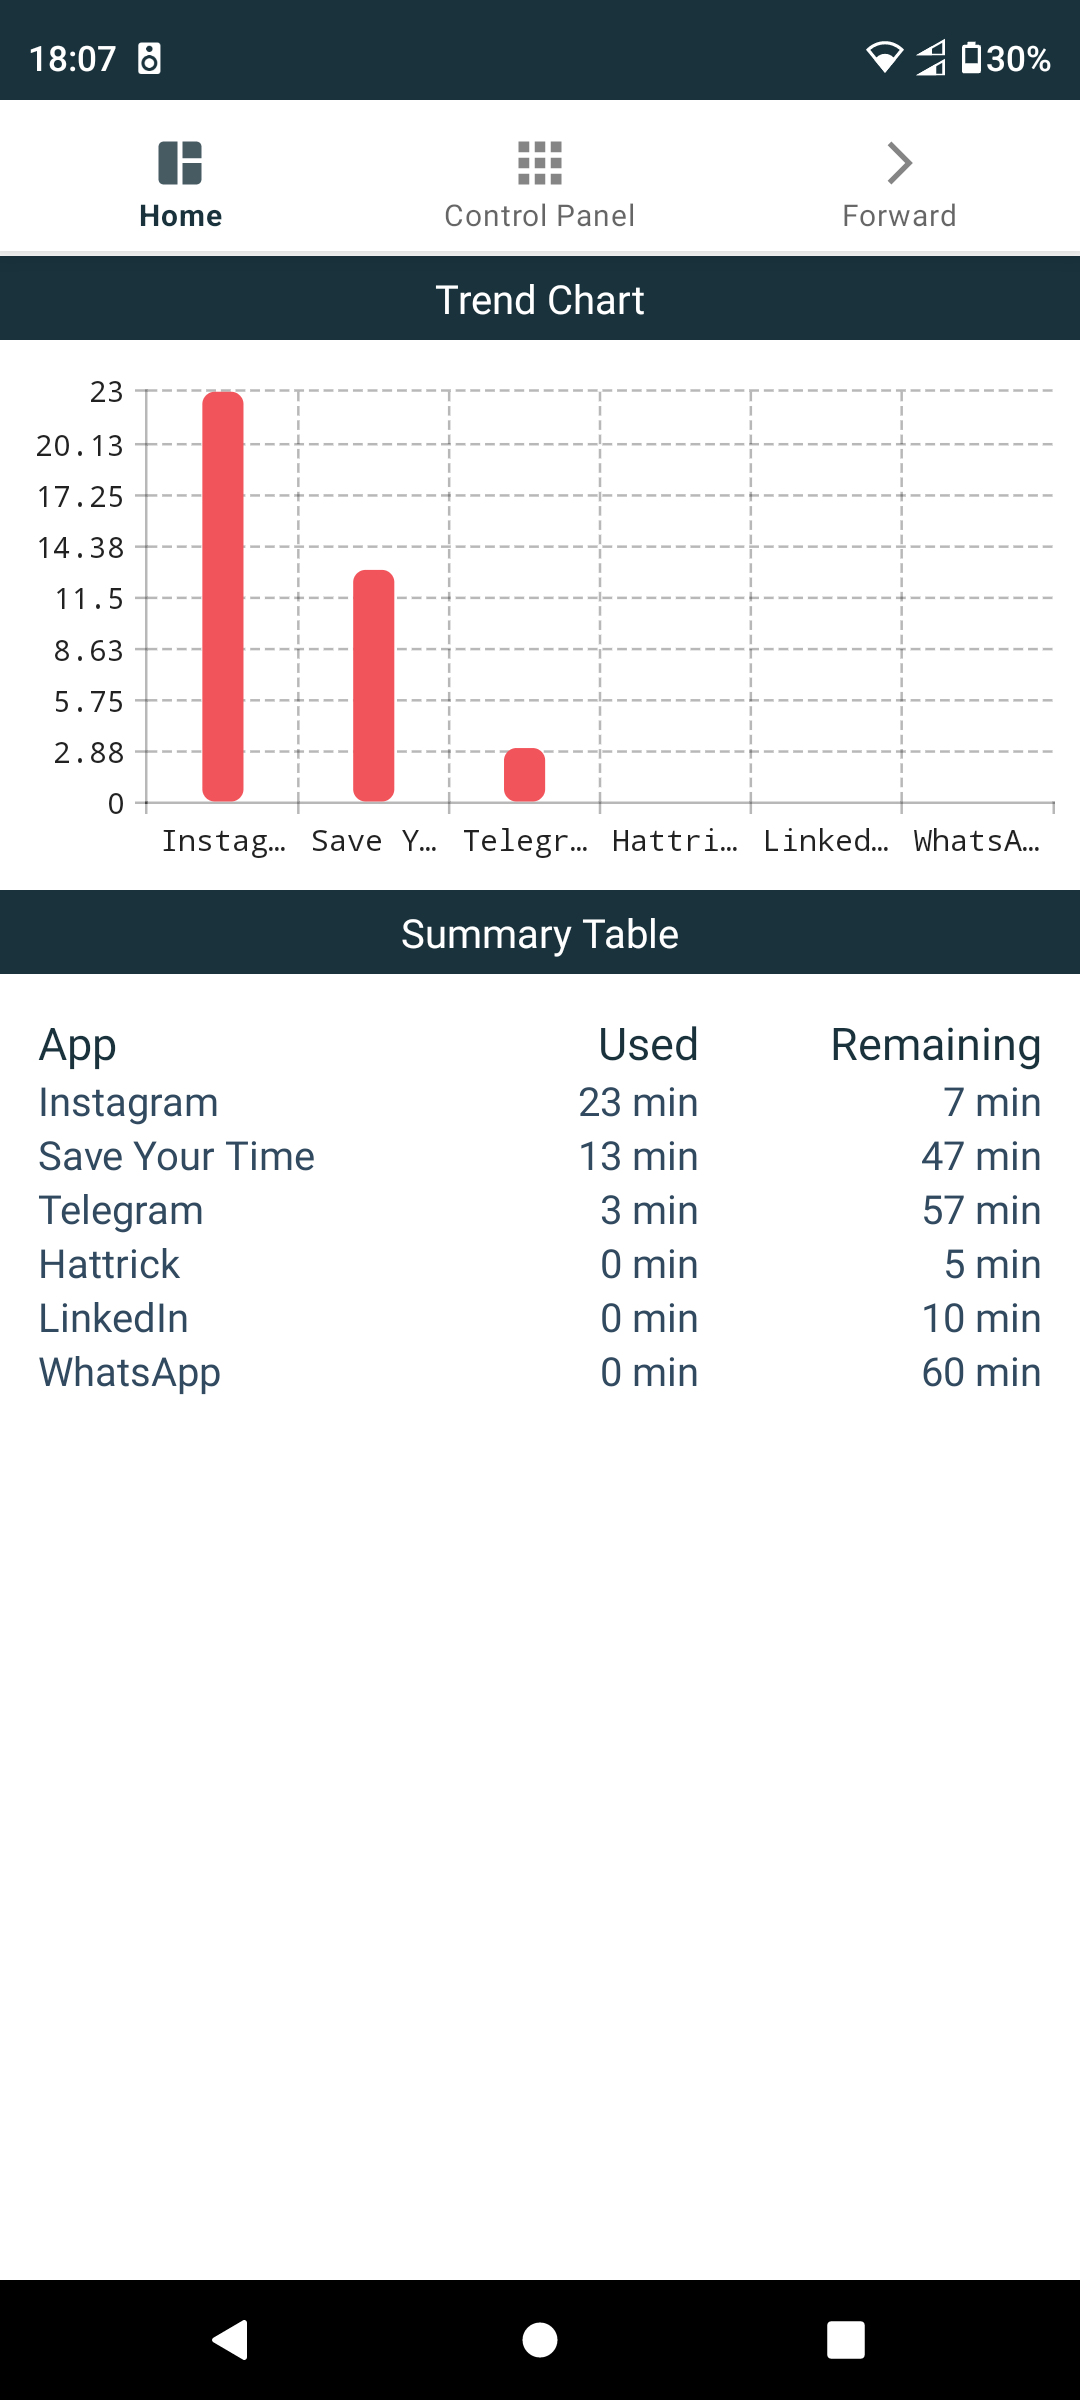 18:07 30%
Home Control Panel Forward
Trend Chart
23
20.13
17.25
14.38
11.5
8.63
5.75
2.88
0
Instag… Save Y… Telegr… Hattri… Linked… WhatsA…
Summary Table
App Used Remaining
Instagram 23 min 7 min
Save Your Time 13 min 47 min
Telegram 3 min 57 min
Hattrick 0 min 5 min
LinkedIn 0 min 10 min
WhatsApp 0 min 60 min